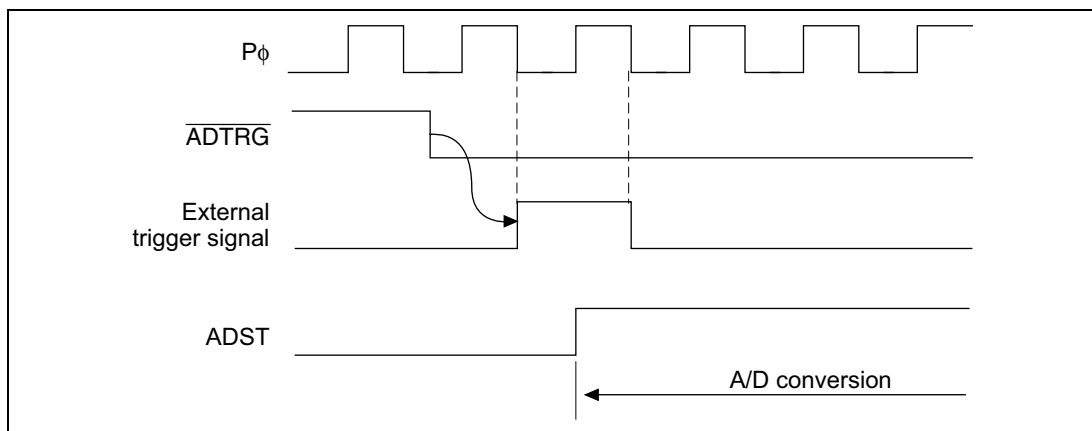 Pϕ
ADTRG
External
trigger signal
ADST
A/D conversion